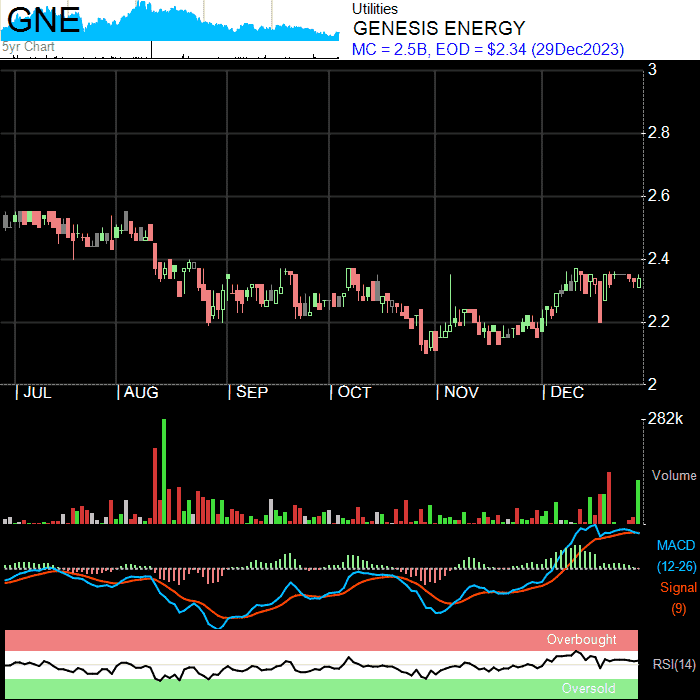 GNE
5yr Chart
Utilities
GENESIS ENERGY
MC = 2.5B, EOD = $2.34 (29Dec2023)
3
2.8
2.6
2.4
2.2
2
JUL
AUG
SEP
OCT
NOV
DEC
282k
Volume
MACD
(12-26)
Signal
(9)
Overbought
RSI(14)
Oversold